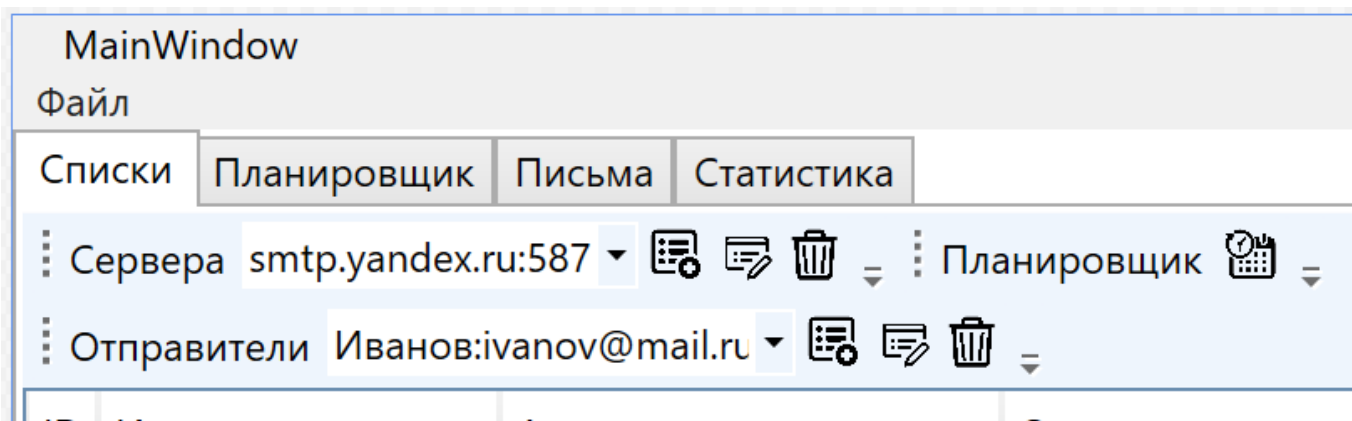 MainWindow
Файл
Списки Планировщик Письма Статистика
Сервера smtp.yandex.ru:587 Планировщик
Отправители Иванов:ivanov@mail.ru